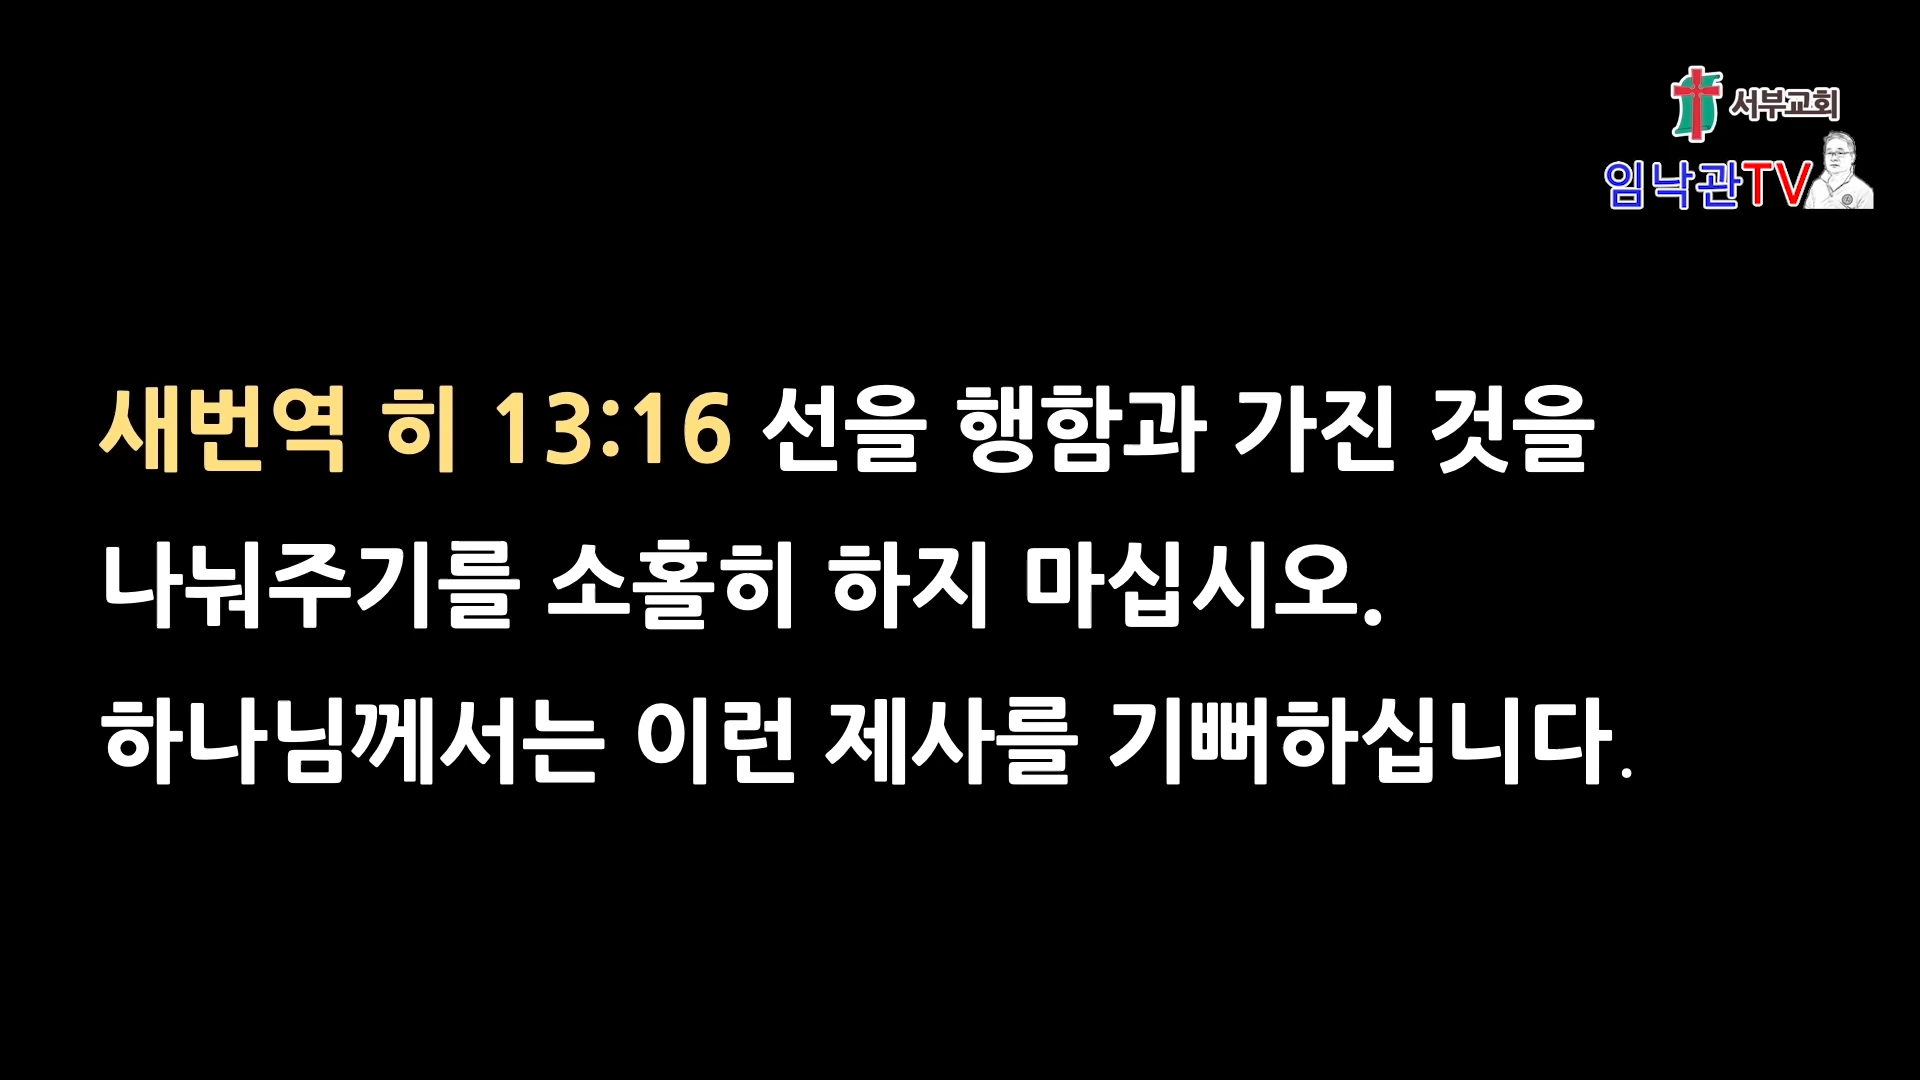 서부교회
임낙관TV
새번역 히 13:16 선을 행함과 가진 것을
나눠주기를 소홀히 하지 마십시오.
하나님께서는 이런 제사를 기뻐하십니다.